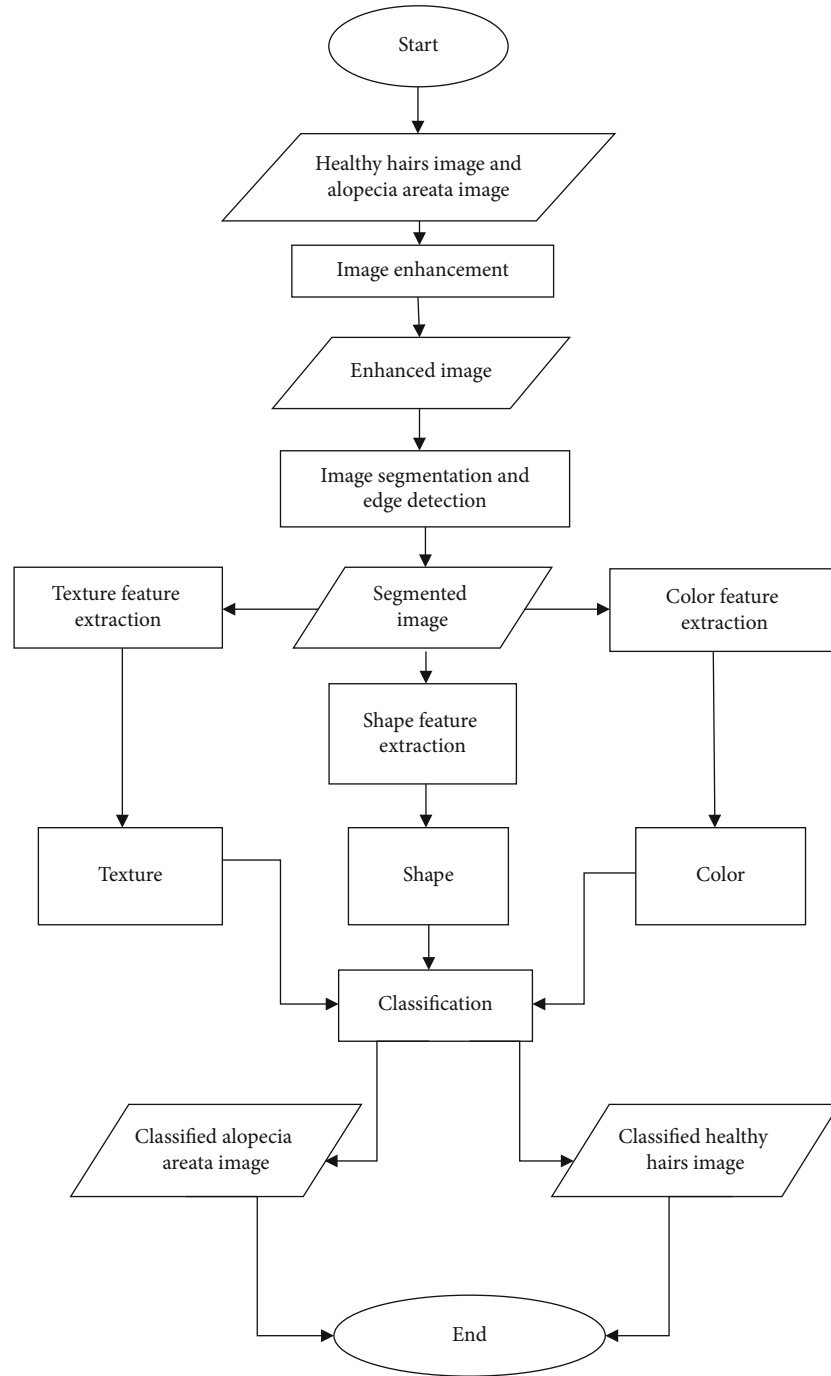 Start
Healthy hairs image and
alopecia areata image
Image enhancement
Enhanced image
Image segmentation and
edge detection
Texture feature
extraction
Segmented
image
Color feature
extraction
Shape feature
extraction
Texture
Shape
Color
Classification
Classified alopecia
areata image
Classified healthy
hairs image
End